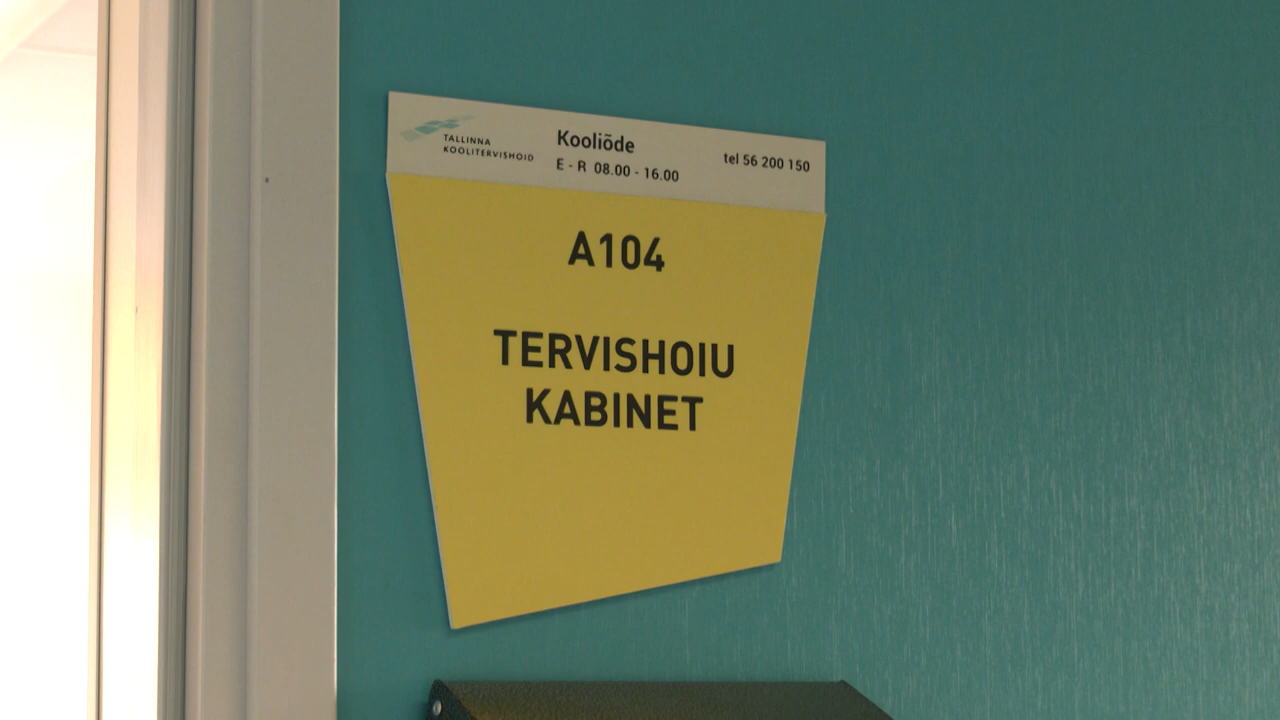 TALLINNA
KOOLITERVISHOID
Kooliõde
E - R 08.00 - 16.00
tel 56 200 150
A104
TERVISHOIU
KABINET